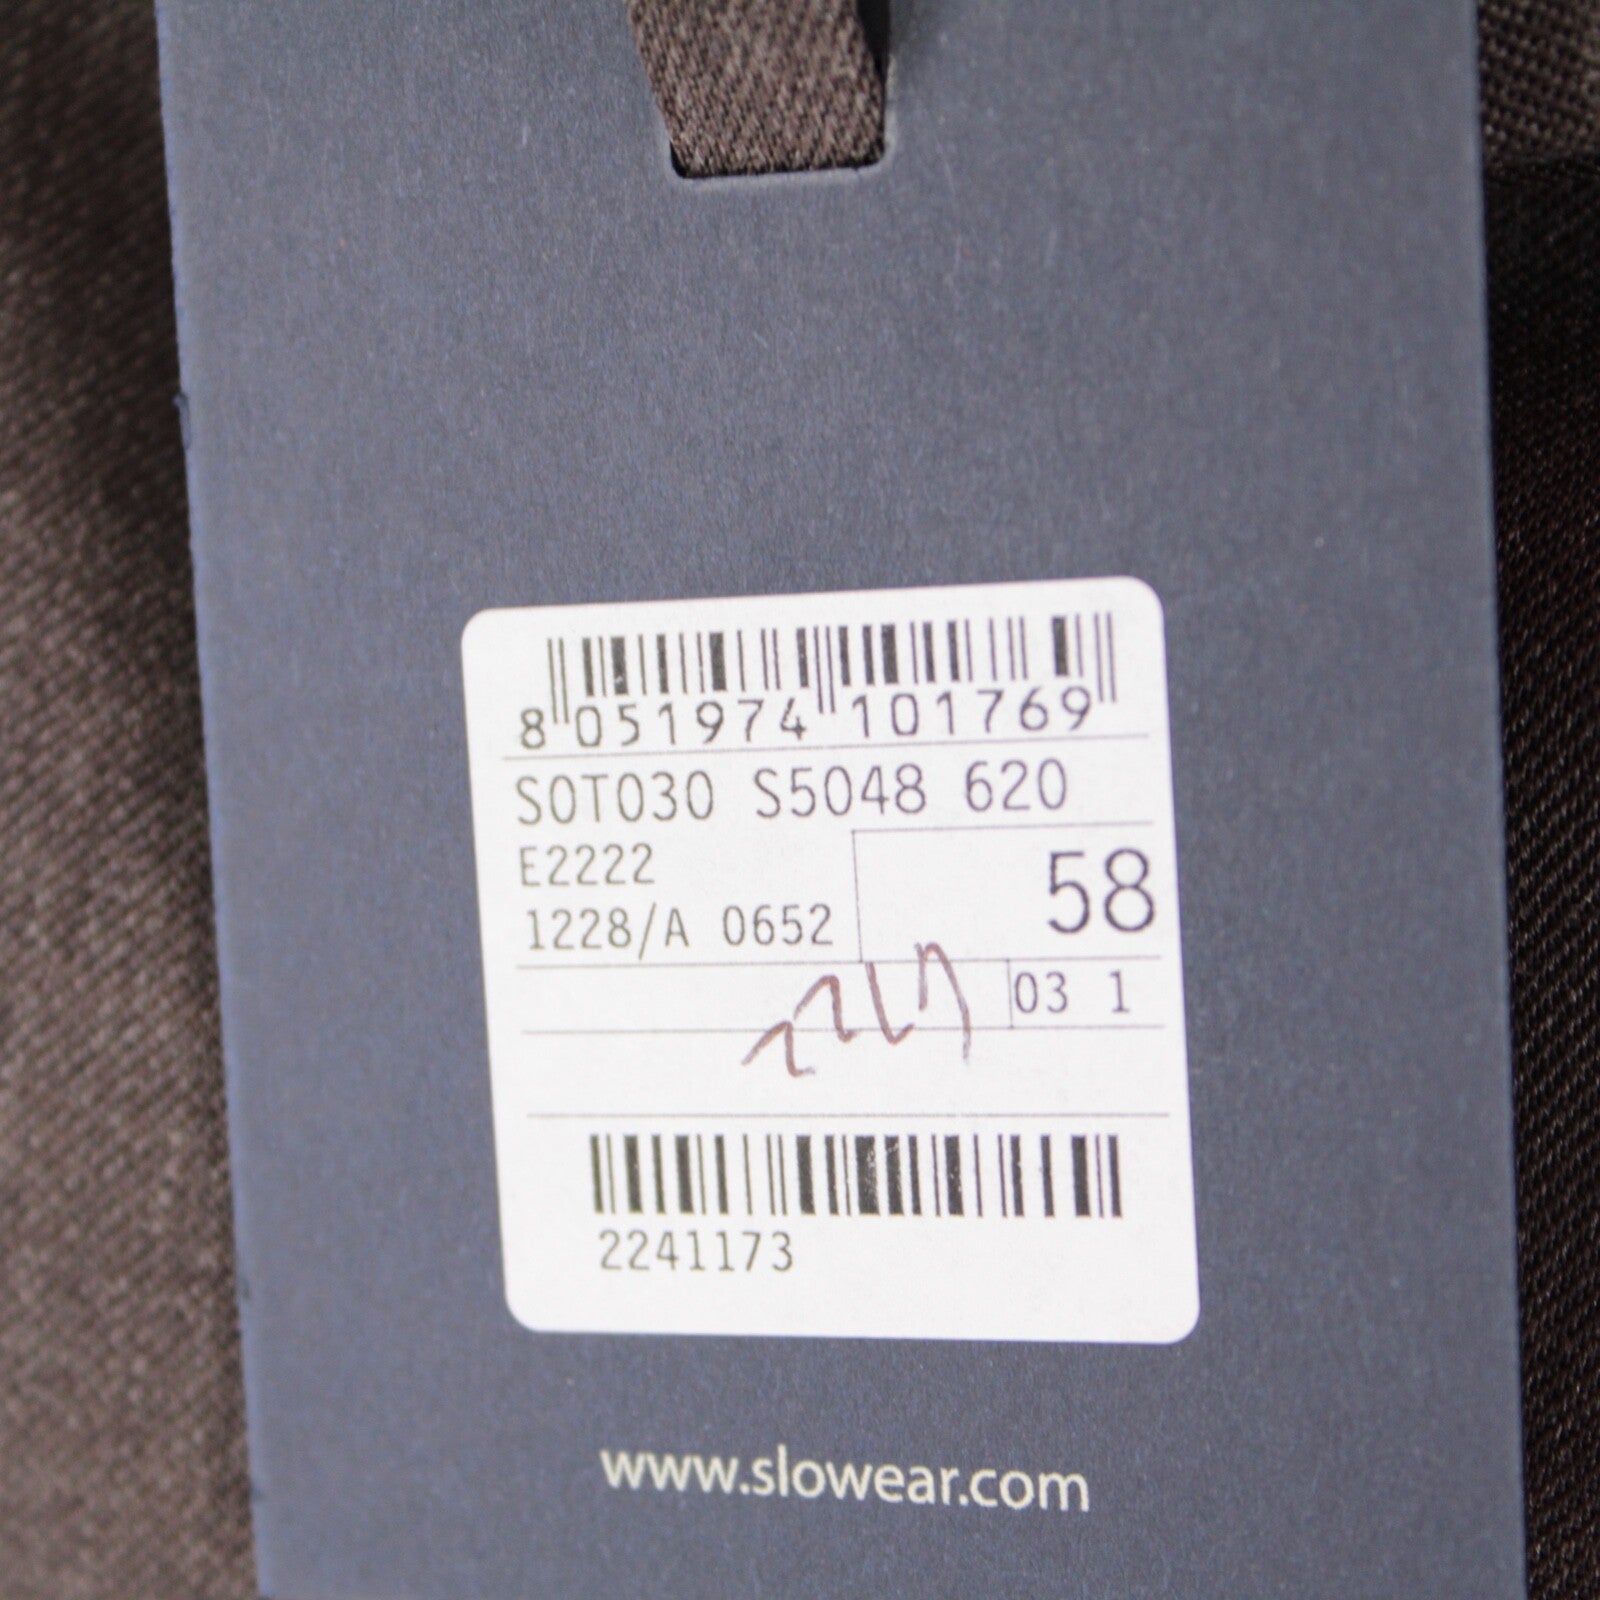 8 051974 101769
S0T030 S5048 620
E2222
58
1228/A 0652
03 1
2241173
www.slowear.com